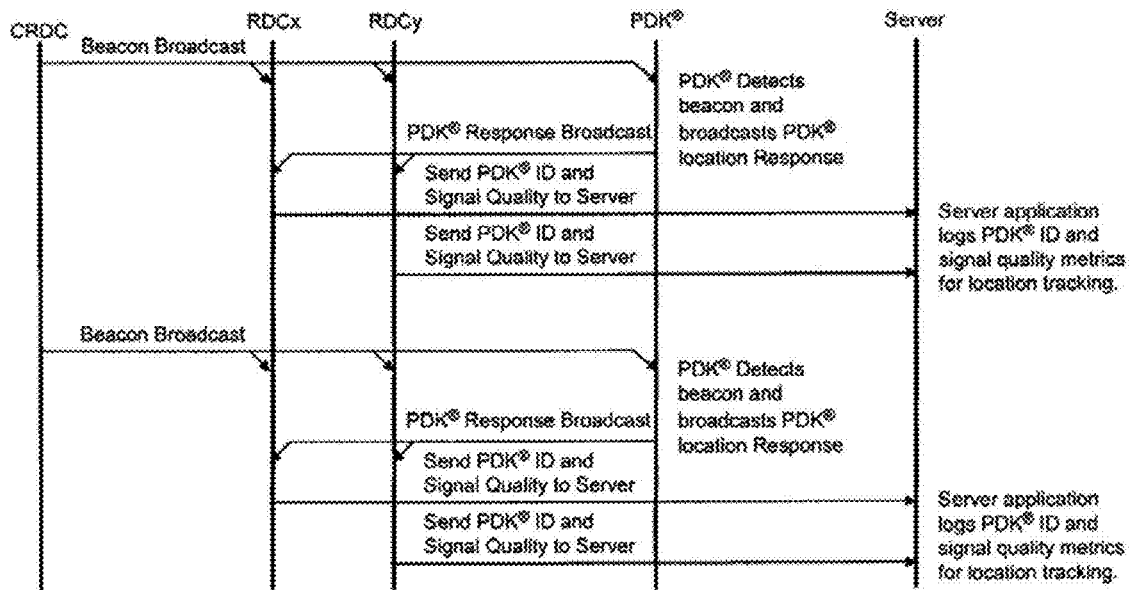 CRDC
RDCx
RDCy
PDK®
Server
Beacon Broadcast
PDK® Detects
beacon and
broadcasts PDK®
location Response
PDK® Response Broadcast
Send PDK® ID and
Signal Quality to Server
Send PDK® ID and
Signal Quality to Server
Server application
logs PDK® ID and
signal quality metrics
for location tracking.
Beacon Broadcast
PDK® Detects
beacon and
broadcasts PDK®
location Response
PDK® Response Broadcast
Send PDK® ID and
Signal Quality to Server
Send PDK® ID and
Signal Quality to Server
Server application
logs PDK® ID and
signal quality metrics
for location tracking.